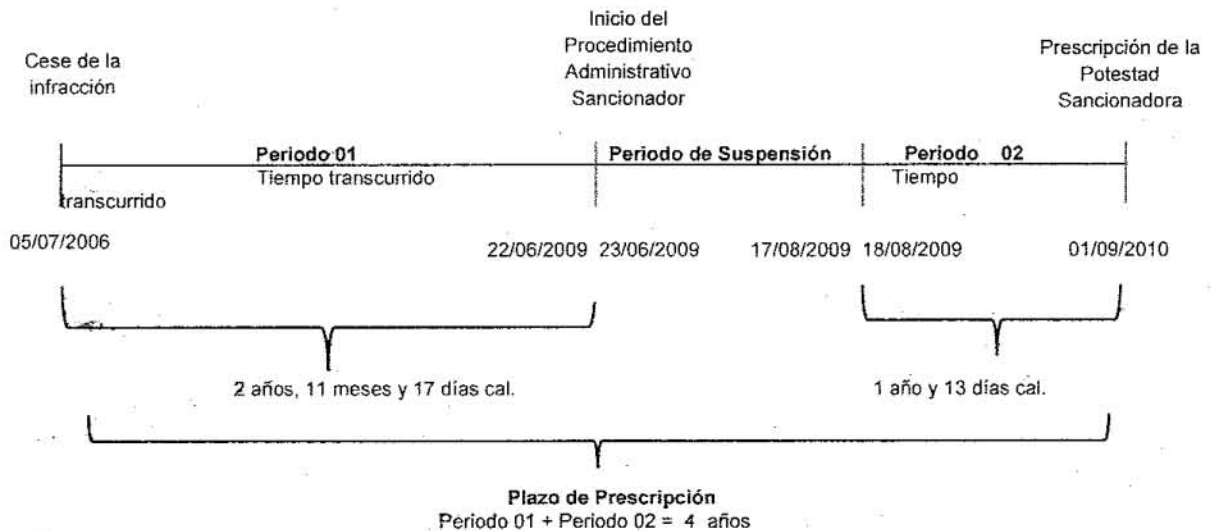 Cese de la
infracción
Inicio del
Procedimiento
Administrativo
Sancionador
Prescripción de la
Potestad
Sancionadora
Periodo 01
Periodo de Suspensión
Periodo 02
Tiempo transcurrido
Tiempo
transcurrido
05/07/2006
22/06/2009
23/06/2009
17/08/2009
18/08/2009
01/09/2010
2 años, 11 meses y 17 días cal.
1 año y 13 días cal.
Plazo de Prescripción
Periodo 01 + Periodo 02 = 4 años